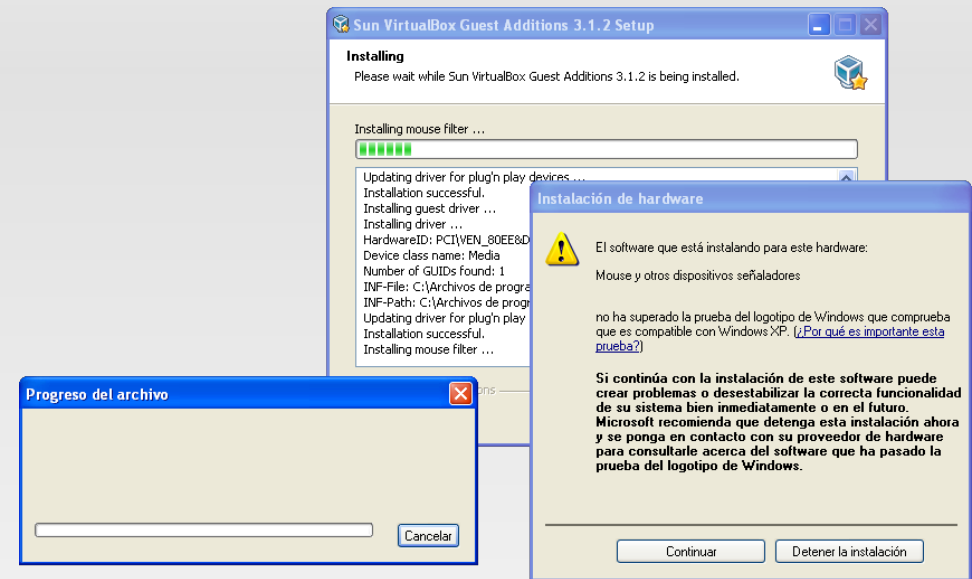 Sun VirtualBox Guest Additions 3.1.2 Setup
Installing
Please wait while Sun VirtualBox Guest Additions 3.1.2 is being installed.
Installing mouse filter ...
Updating driver for plug'n play devices ...
Installation successful.
Installing guest driver ...
Installing driver ...
HardwareID: PCI\VEN_80EE&D
Device class name: Media
Number of GUIDs found: 1
INF-File: C:\Archivos de progra
INF-Path: C:\Archivos de progr
Updating driver for plug'n play
Installation successful.
Installing mouse filter ...
Instalación de hardware
El software que está instalando para este hardware:
Mouse y otros dispositivos señaladores
no ha superado la prueba del logotipo de Windows que comprueba
que es compatible con Windows XP. (¿Por qué es importante esta
prueba?)
Si continúa con la instalación de este software puede
crear problemas o desestabilizar la correcta funcionalidad
de su sistema bien inmediatamente o en el futuro.
Microsoft recomienda que detenga esta instalación ahora
y se ponga en contacto con su proveedor de hardware
para consultarle acerca del software que ha pasado la
prueba del logotipo de Windows.
Continuar
Detener la instalación
Progreso del archivo
Cancelar